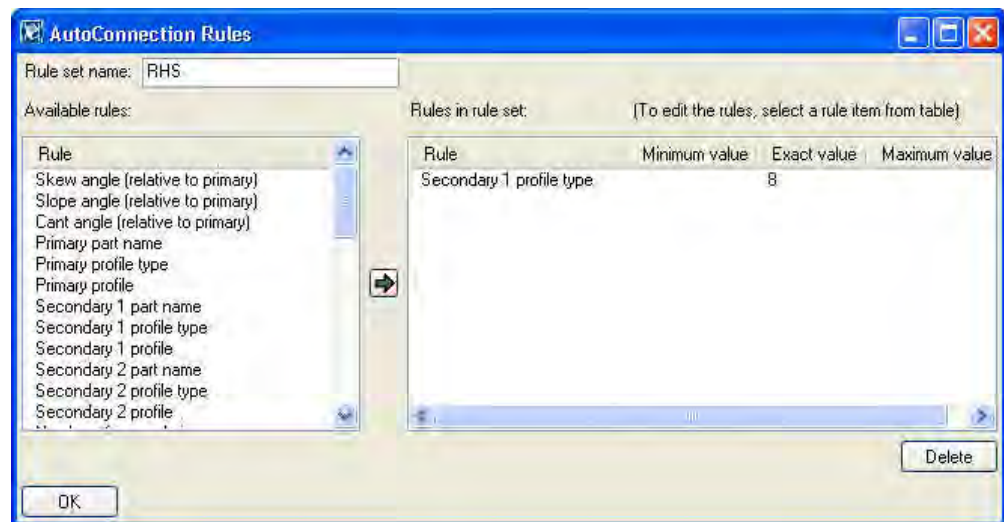 AutoConnection Rules
Rule set name: RHS
Available rules:
Rules in rule set: (To edit the rules, select a rule item from table)
Rule
Skew angle (relative to primary)
Slope angle (relative to primary)
Cant angle (relative to primary)
Primary part name
Primary profile type
Primary profile
Secondary 1 part name
Secondary 1 profile type
Secondary 1 profile
Secondary 2 part name
Secondary 2 profile type
Secondary 2 profile
Rule Minimum value Exact value Maximum value
Secondary 1 profile type 8
Delete
OK